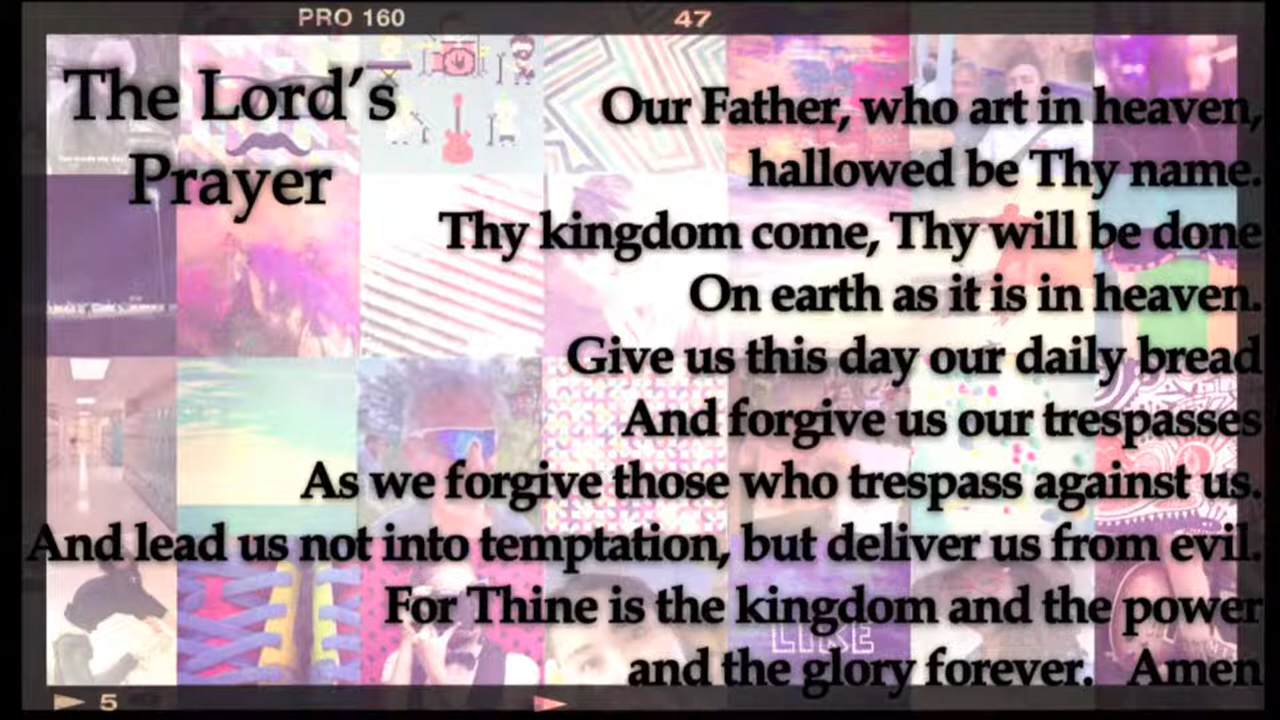 PRO 160
47
The Lord's
Prayer
Our Father, who art in heaven,
hallowed be Thy name.
Thy kingdom come, Thy will be done
On earth as it is in heaven.
Give us this day our daily bread
And forgive us our trespasses
As we forgive those who trespass against us.
And lead us not into temptation, but deliver us from evil.
For Thine is the kingdom and the power
LIKE
and the glory forever. Amen
5